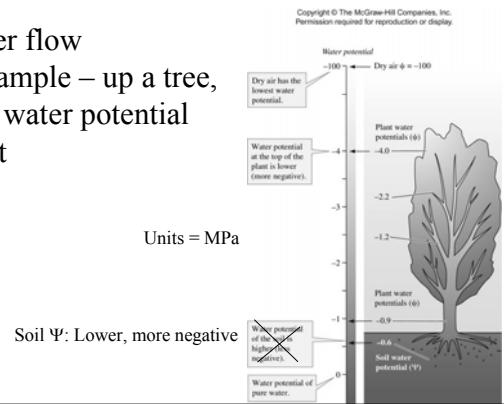 Copyright © The McGraw-Hill Companies, Inc.
Permission required for reproduction or display.
er flow
ample – up a tree,
water potential
t
Units = MPa
Soil Ψ: Lower, more negative
Water potential
Dry air has the
lowest water
potential.
Water potential
at the top of the
plant is lower
(more negative).
Water potential
of the soil is
higher (less
negative).
Water potential of
pure water.
–100
–4
–3
–2
–1
0
Dry air ψ = –100
Plant water
potentials (ψ)
–4.0
–2.2
–1.2
Plant water
potentials (ψ)
–0.9
–0.6
Soil water
potential (Ψ)